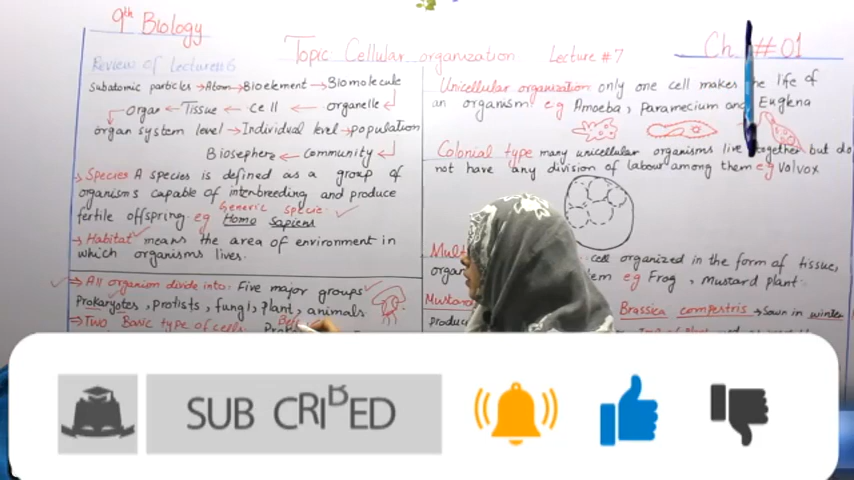 9th Biology
Topic Cellular organization Lecture #7 Ch #01
Review of Lecture #6
Subatomic particles → Atom → Bioelement → Biomolecule
Organ ← Tissue ← cell ← organelle
organ system level → Individual level → population
Biosphere ← Community
→ Species A species is defined as a group of
organisms capable of interbreeding and produce
Generic specie
fertile offspring. eg Homo Sapiens
→ Habitat means the area of environment in
which organisms lives.
→ All organism divide into: Five major groups
Prokaryotes, protists, fungi, plant, animals
→ Two Basic type of cells:
Unicellular organization only one cell makes the life of
an organism e.g Amoeba, Paramecium and Euglena
Colonial type many unicellular organisms live together but do
not have any division of labour among them eg Volvox
cell organized in the form of tissue,
eg Frog, Mustard plant.
Brassica compestris → Sown in winter
SUBSCRIBED